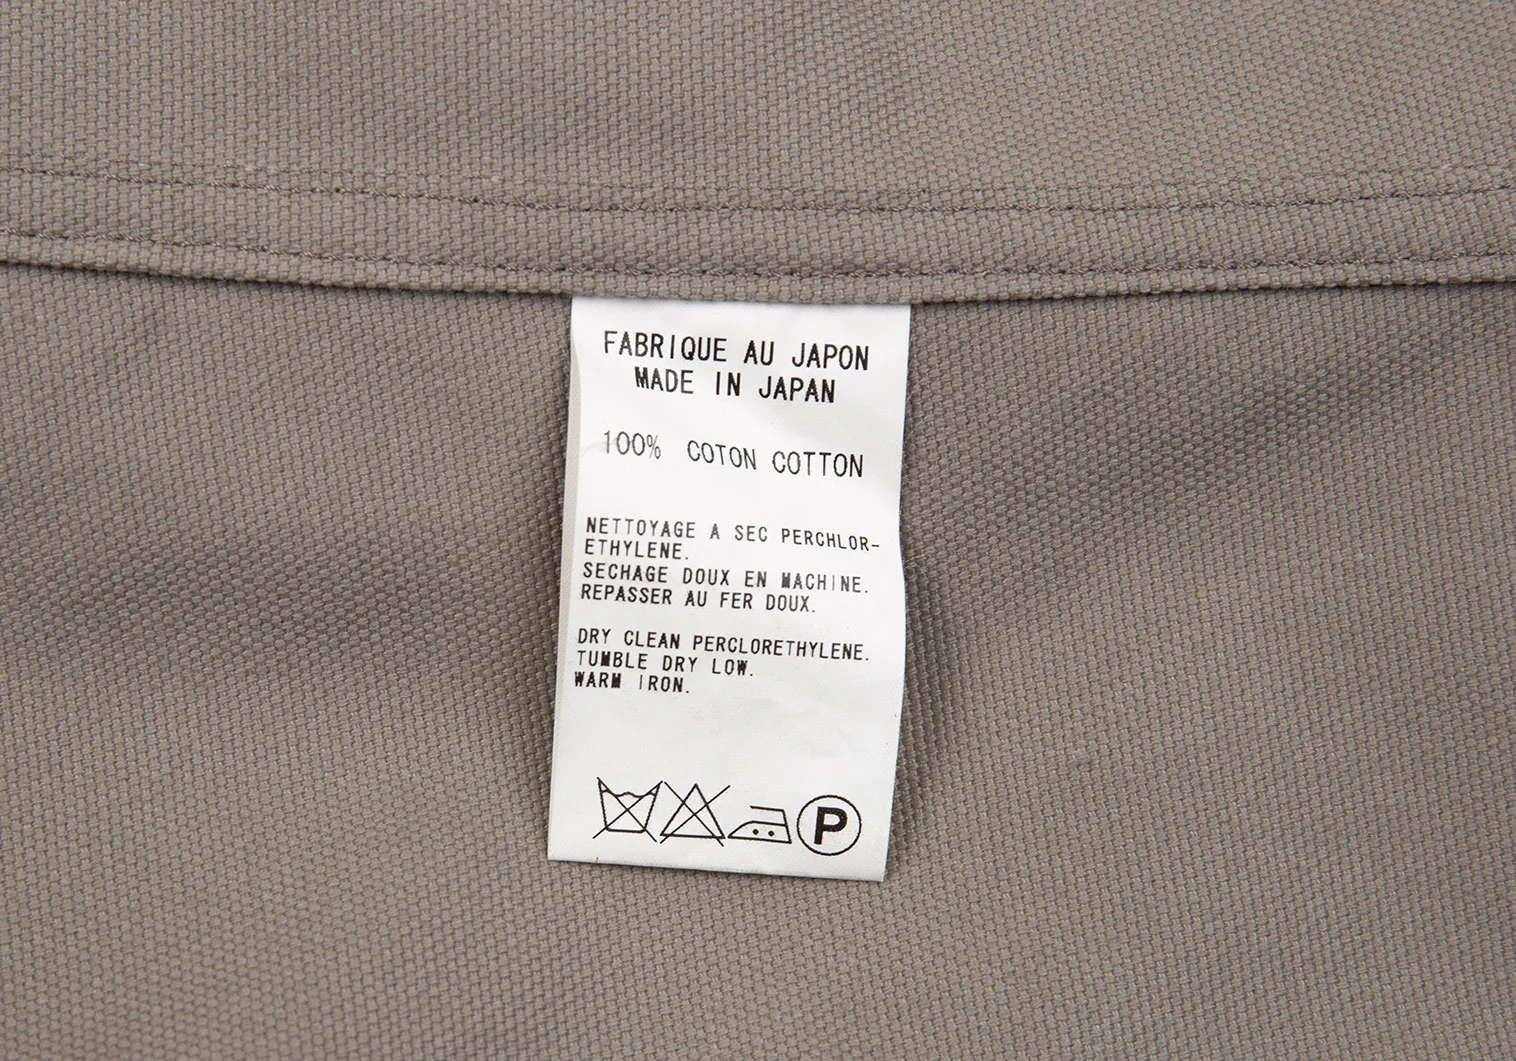 FABRIQUE AU JAPON
MADE IN JAPAN
100% COTON COTTON
NETTOYAGE A SEC PERCHLOR-
ETHYLENE.
SECHAGE DOUX EN MACHINE.
REPASSER AU FER DOUX.
DRY CLEAN PERCLORETHYLENE.
TUMBLE DRY LOW.
WARM IRON.
P